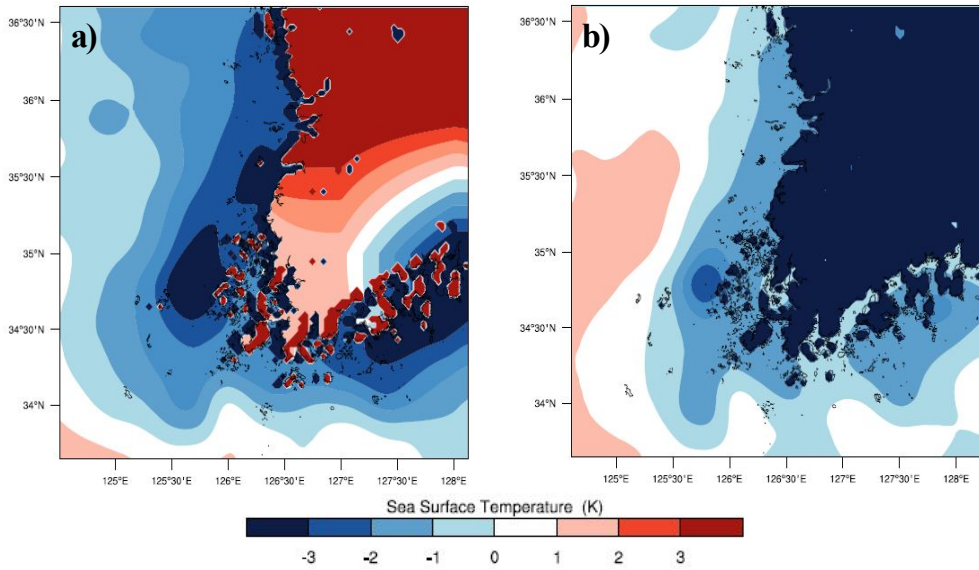 a)
36°30'N
36°N
35°30'N
35°N
34°30'N
34°N
125°E
125°30'E
126°E
126°30'E
127°E
127°30'E
128°E
b)
36°30'N
36°N
35°30'N
35°N
34°30'N
34°N
125°E
125°30'E
126°E
126°30'E
127°E
127°30'E
128°E
Sea Surface Temperature (K)
-3 -2 -1 0 1 2 3